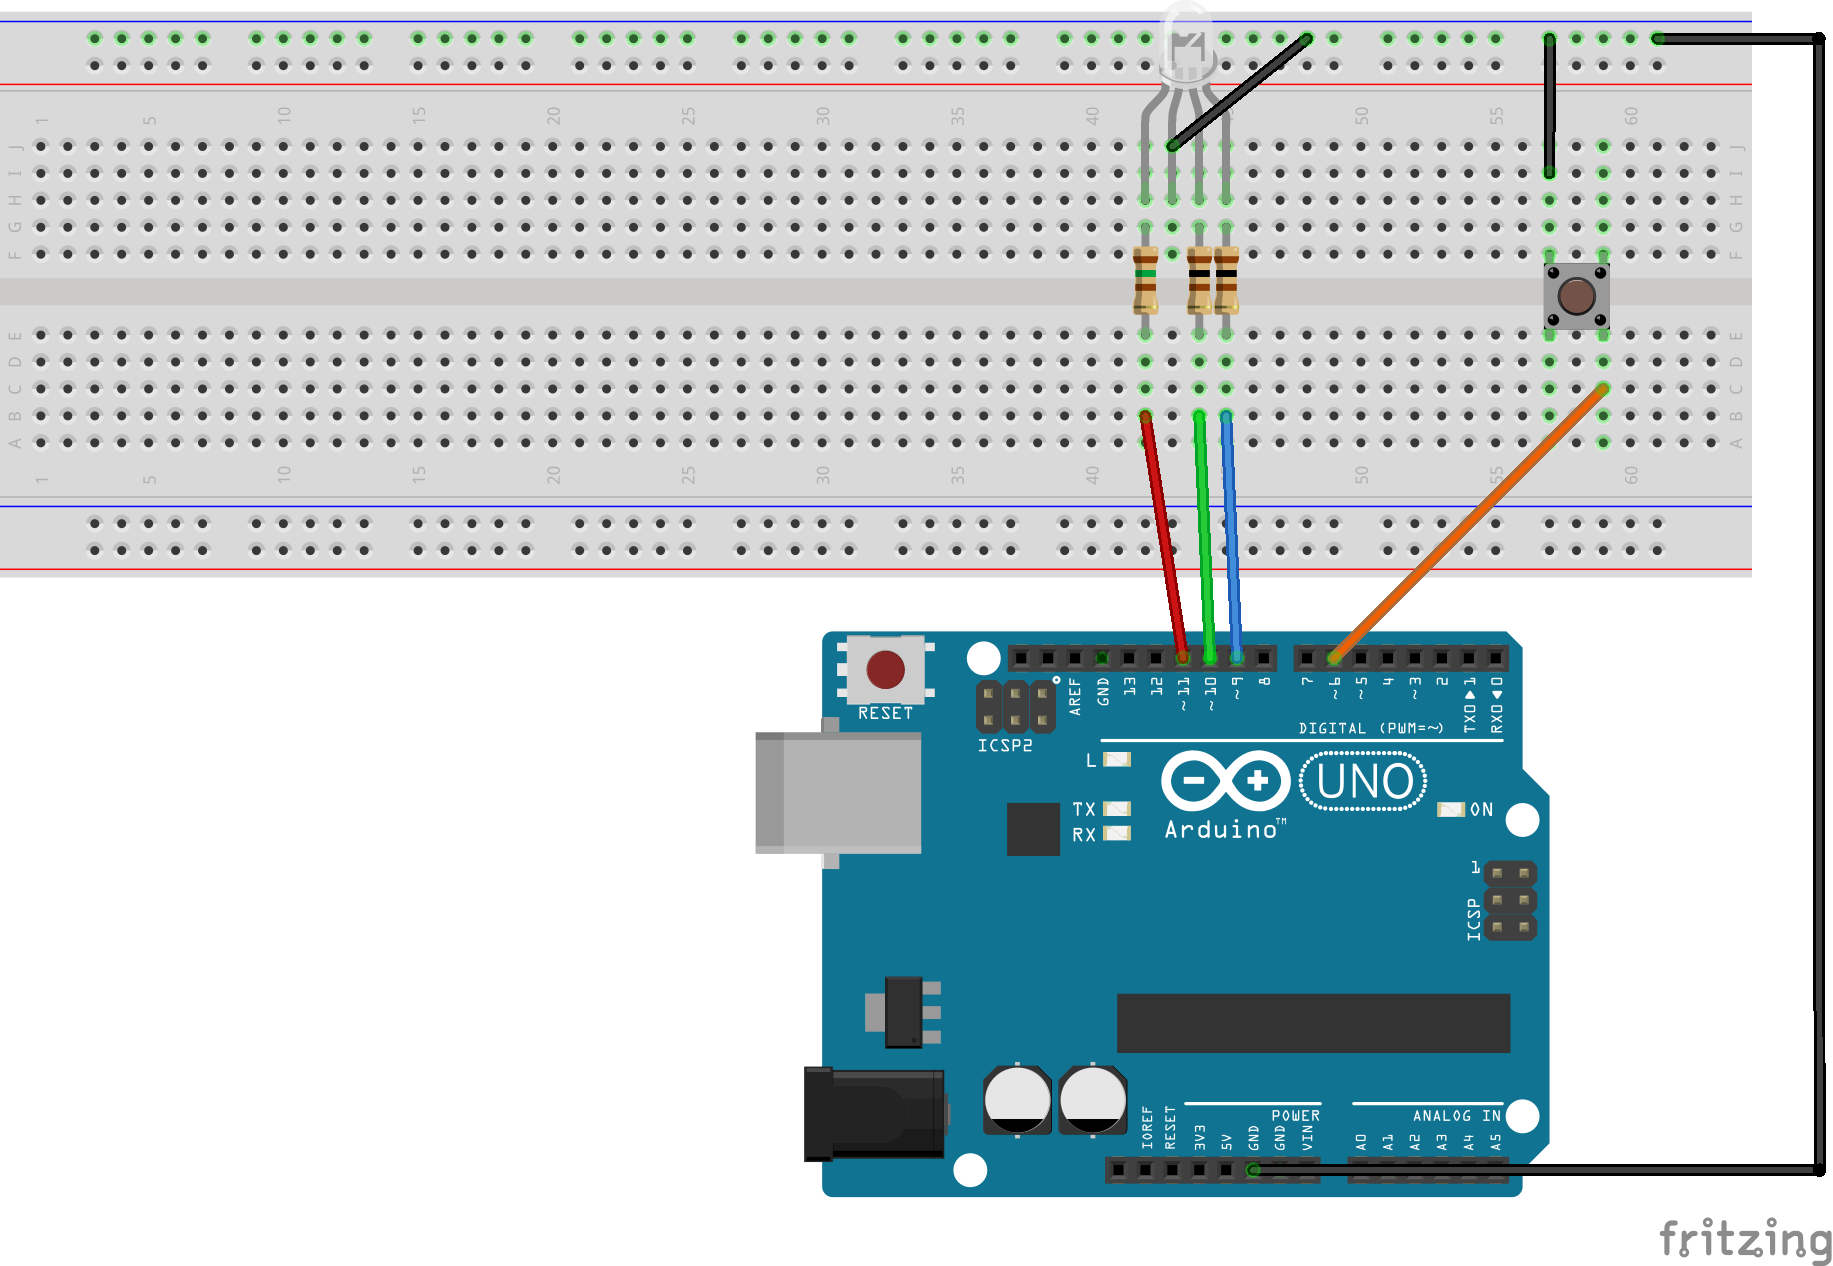 1 5 10 15 20 25 30 35 40 50 55 60
J J
I I
H H
G G
F F
E E
D D
C C
B B
A A
1 5 10 15 20 25 30 35 40 50 55 60
RESET
ICSP2
AREF GND 13 12 ~11 ~10 ~9 8 7 ~6 ~5 4 ~3 2 TX0▶1 RX0◀0
DIGITAL (PWM=~)
L
TX
RX
UNO
Arduino™
ON
1
ICSP
IOREF RESET 3V3 5V GND GND VIN A0 A1 A2 A3 A4 A5
POWER ANALOG IN
fritzing